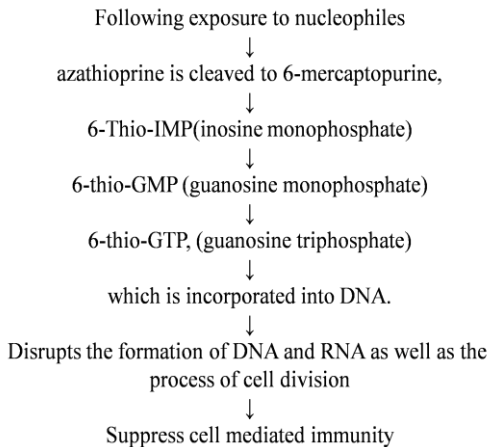 Following exposure to nucleophiles
↓
azathioprine is cleaved to 6-mercaptopurine,
↓
6-Thio-IMP(inosine monophosphate)
↓
6-thio-GMP (guanosine monophosphate)
↓
6-thio-GTP, (guanosine triphosphate)
↓
which is incorporated into DNA.
↓
Disrupts the formation of DNA and RNA as well as the
process of cell division
↓
Suppress cell mediated immunity